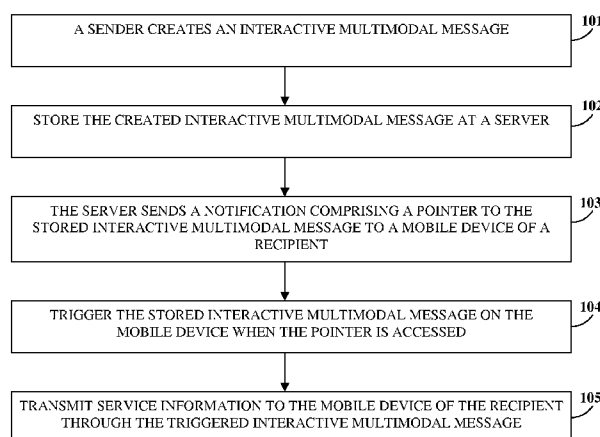 A SENDER CREATES AN INTERACTIVE MULTIMODAL MESSAGE
101
STORE THE CREATED INTERACTIVE MULTIMODAL MESSAGE AT A SERVER
102
THE SERVER SENDS A NOTIFICATION COMPRISING A POINTER TO THE
STORED INTERACTIVE MULTIMODAL MESSAGE TO A MOBILE DEVICE OF A
RECIPIENT
103
TRIGGER THE STORED INTERACTIVE MULTIMODAL MESSAGE ON THE
MOBILE DEVICE WHEN THE POINTER IS ACCESSED
104
TRANSMIT SERVICE INFORMATION TO THE MOBILE DEVICE OF THE RECIPIENT
THROUGH THE TRIGGERED INTERACTIVE MULTIMODAL MESSAGE
105